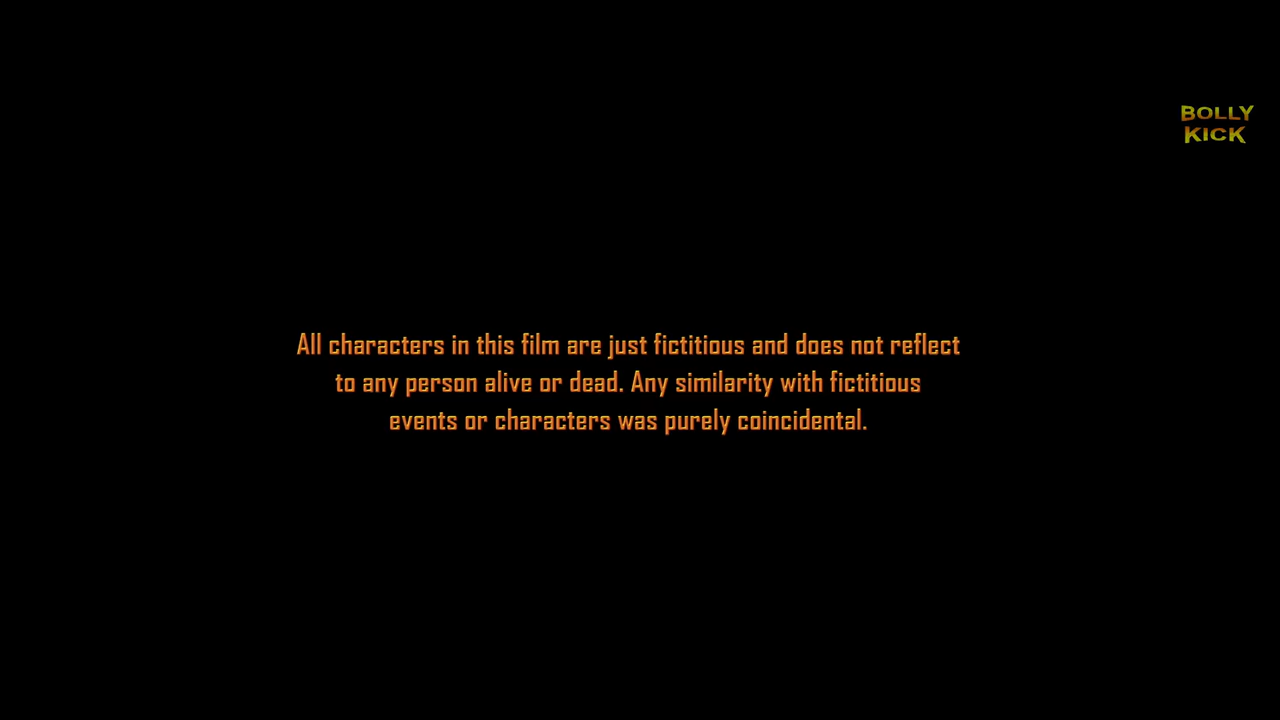 BOLLY
KICK
All characters in this film are just fictitious and does not reflect
to any person alive or dead. Any similarity with fictitious
events or characters was purely coincidental.